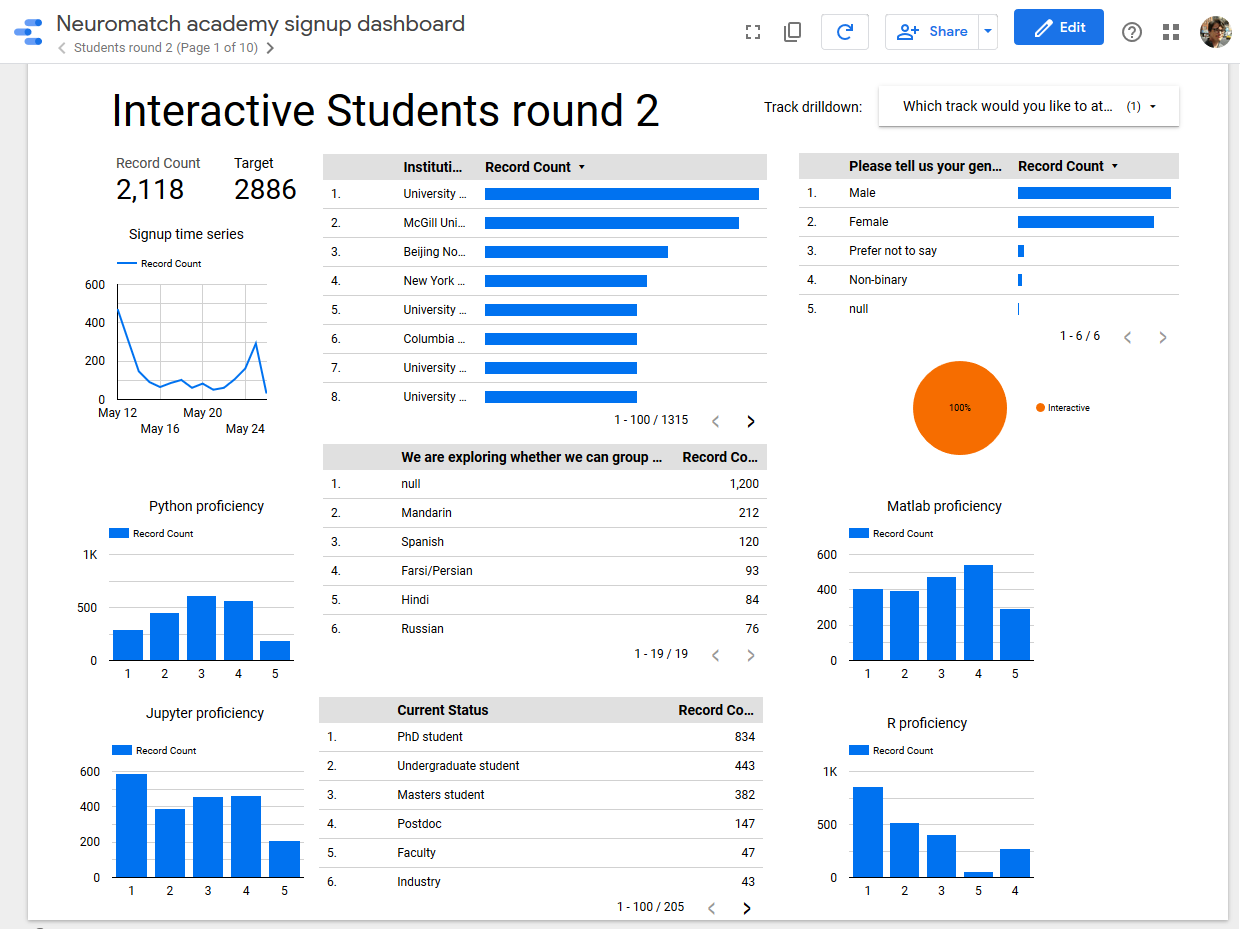 Neuromatch academy signup dashboard
Students round 2 (Page 1 of 10)
Share
Edit
Interactive Students round 2
Track drilldown:
Which track would you like to at... (1)
Record Count
2,118
Target
2886
Signup time series
Record Count
600
400
200
0
May 12
May 20
May 16
May 24
Instituti... Record Count
1. University ...
2. McGill Uni...
3. Beijing No...
4. New York ...
5. University ...
6. Columbia ...
7. University ...
8. University ...
1 - 100 / 1315
Please tell us your gen... Record Count
1. Male
2. Female
3. Prefer not to say
4. Non-binary
5. null
1 - 6 / 6
100%
Interactive
We are exploring whether we can group ... Record Co...
1. null 1,200
2. Mandarin 212
3. Spanish 120
4. Farsi/Persian 93
5. Hindi 84
6. Russian 76
1 - 19 / 19
Python proficiency
Record Count
1K
500
0
1 2 3 4 5
Matlab proficiency
Record Count
600
400
200
0
1 2 3 4 5
Jupyter proficiency
Record Count
600
400
200
0
1 2 3 4 5
Current Status Record Co...
1. PhD student 834
2. Undergraduate student 443
3. Masters student 382
4. Postdoc 147
5. Faculty 47
6. Industry 43
1 - 100 / 205
R proficiency
Record Count
1K
500
0
1 2 3 5 4